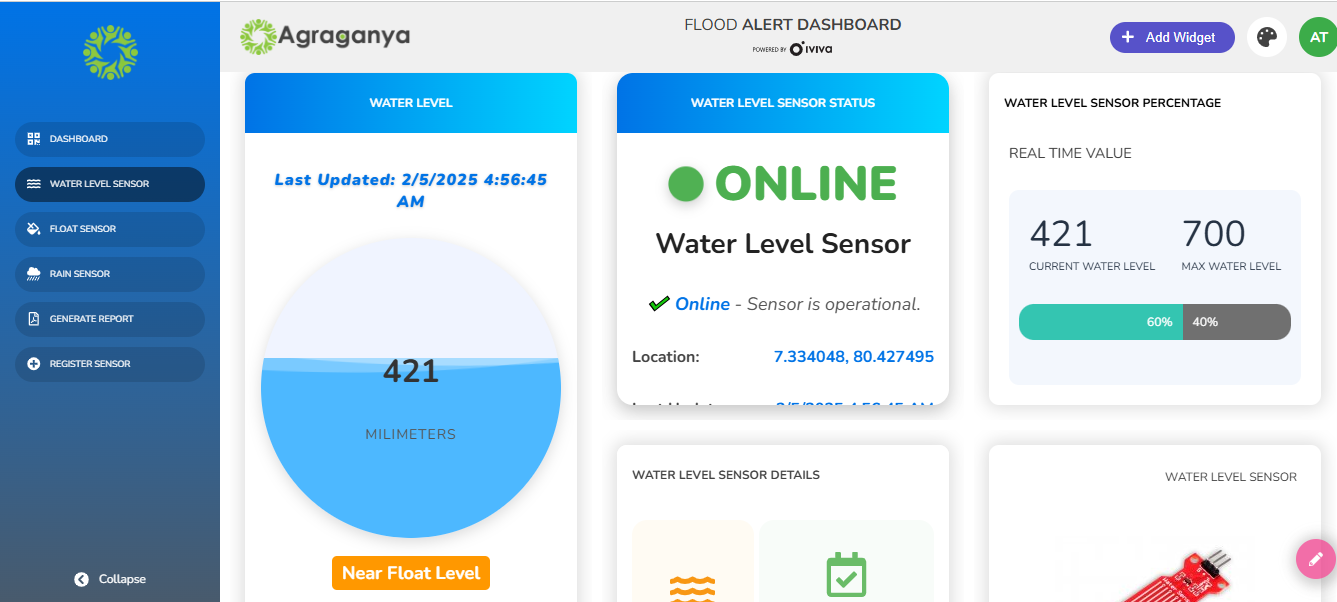 Agraganya
FLOOD ALERT DASHBOARD
POWERED BY iviva
+ Add Widget
AT
DASHBOARD
WATER LEVEL SENSOR
FLOAT SENSOR
RAIN SENSOR
GENERATE REPORT
REGISTER SENSOR
Collapse
WATER LEVEL
Last Updated: 2/5/2025 4:56:45
AM
421
MILIMETERS
Near Float Level
WATER LEVEL SENSOR STATUS
ONLINE
Water Level Sensor
Online - Sensor is operational.
Location: 7.334048, 80.427495
WATER LEVEL SENSOR PERCENTAGE
REAL TIME VALUE
421 700
CURRENT WATER LEVEL MAX WATER LEVEL
60% 40%
WATER LEVEL SENSOR DETAILS
WATER LEVEL SENSOR